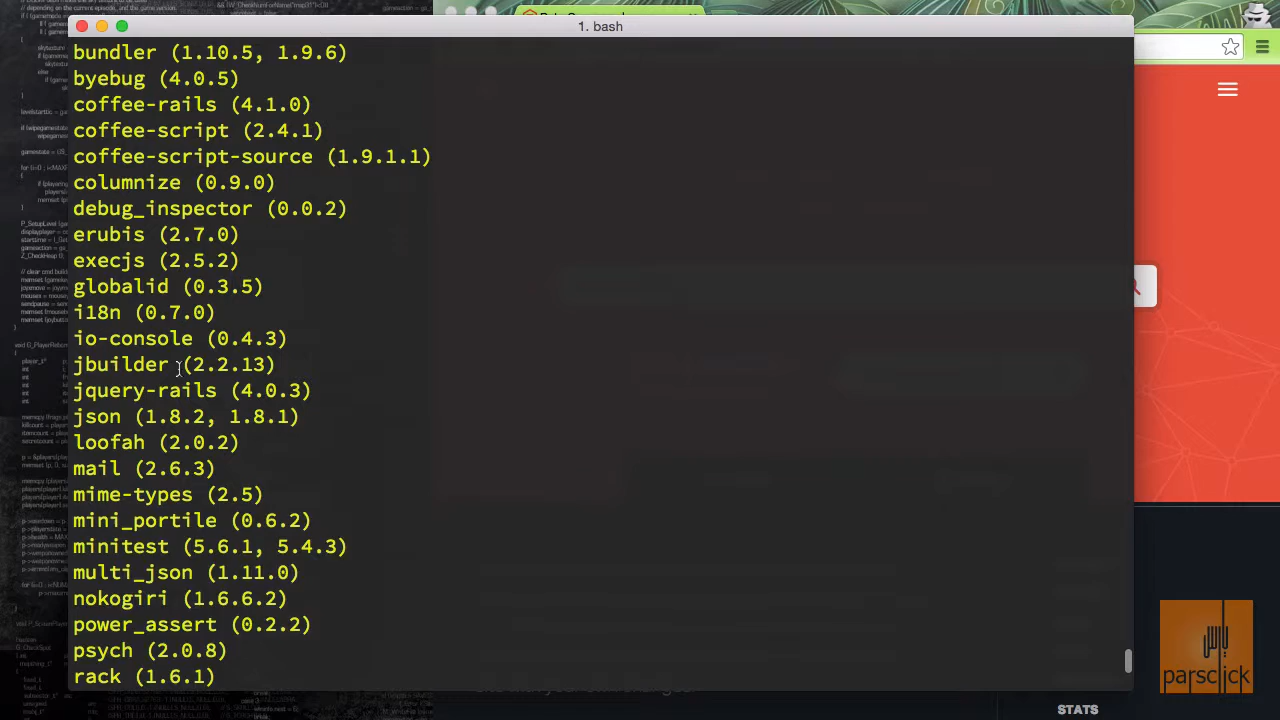 1. bash
bundler (1.10.5, 1.9.6)
byebug (4.0.5)
coffee-rails (4.1.0)
coffee-script (2.4.1)
coffee-script-source (1.9.1.1)
columnize (0.9.0)
debug_inspector (0.0.2)
erubis (2.7.0)
execjs (2.5.2)
globalid (0.3.5)
i18n (0.7.0)
io-console (0.4.3)
jbuilder (2.2.13)
jquery-rails (4.0.3)
json (1.8.2, 1.8.1)
loofah (2.0.2)
mail (2.6.3)
mime-types (2.5)
mini_portile (0.6.2)
minitest (5.6.1, 5.4.3)
multi_json (1.11.0)
nokogiri (1.6.6.2)
power_assert (0.2.2)
psych (2.0.8)
rack (1.6.1)
parsclick
STATS